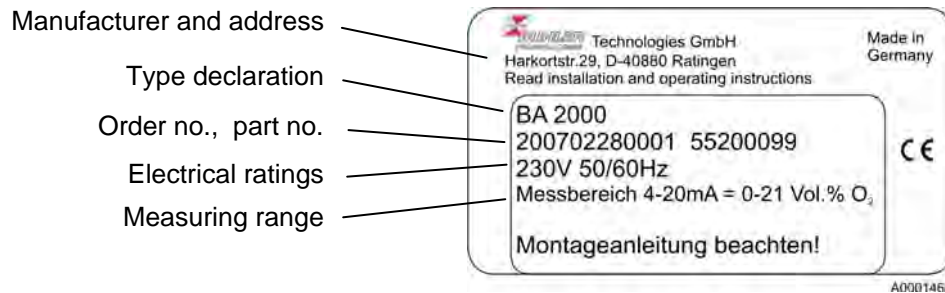 Manufacturer and address
Type declaration
Order no., part no.
Electrical ratings
Measuring range
BÜHLER Technologies GmbH
Harkortstr.29, D-40880 Ratingen
Read installation and operating instructions
Made in
Germany
BA 2000
200702280001 55200099
230V 50/60Hz
Messbereich 4-20mA = 0-21 Vol.% O₂
Montageanleitung beachten!
CE
A000146